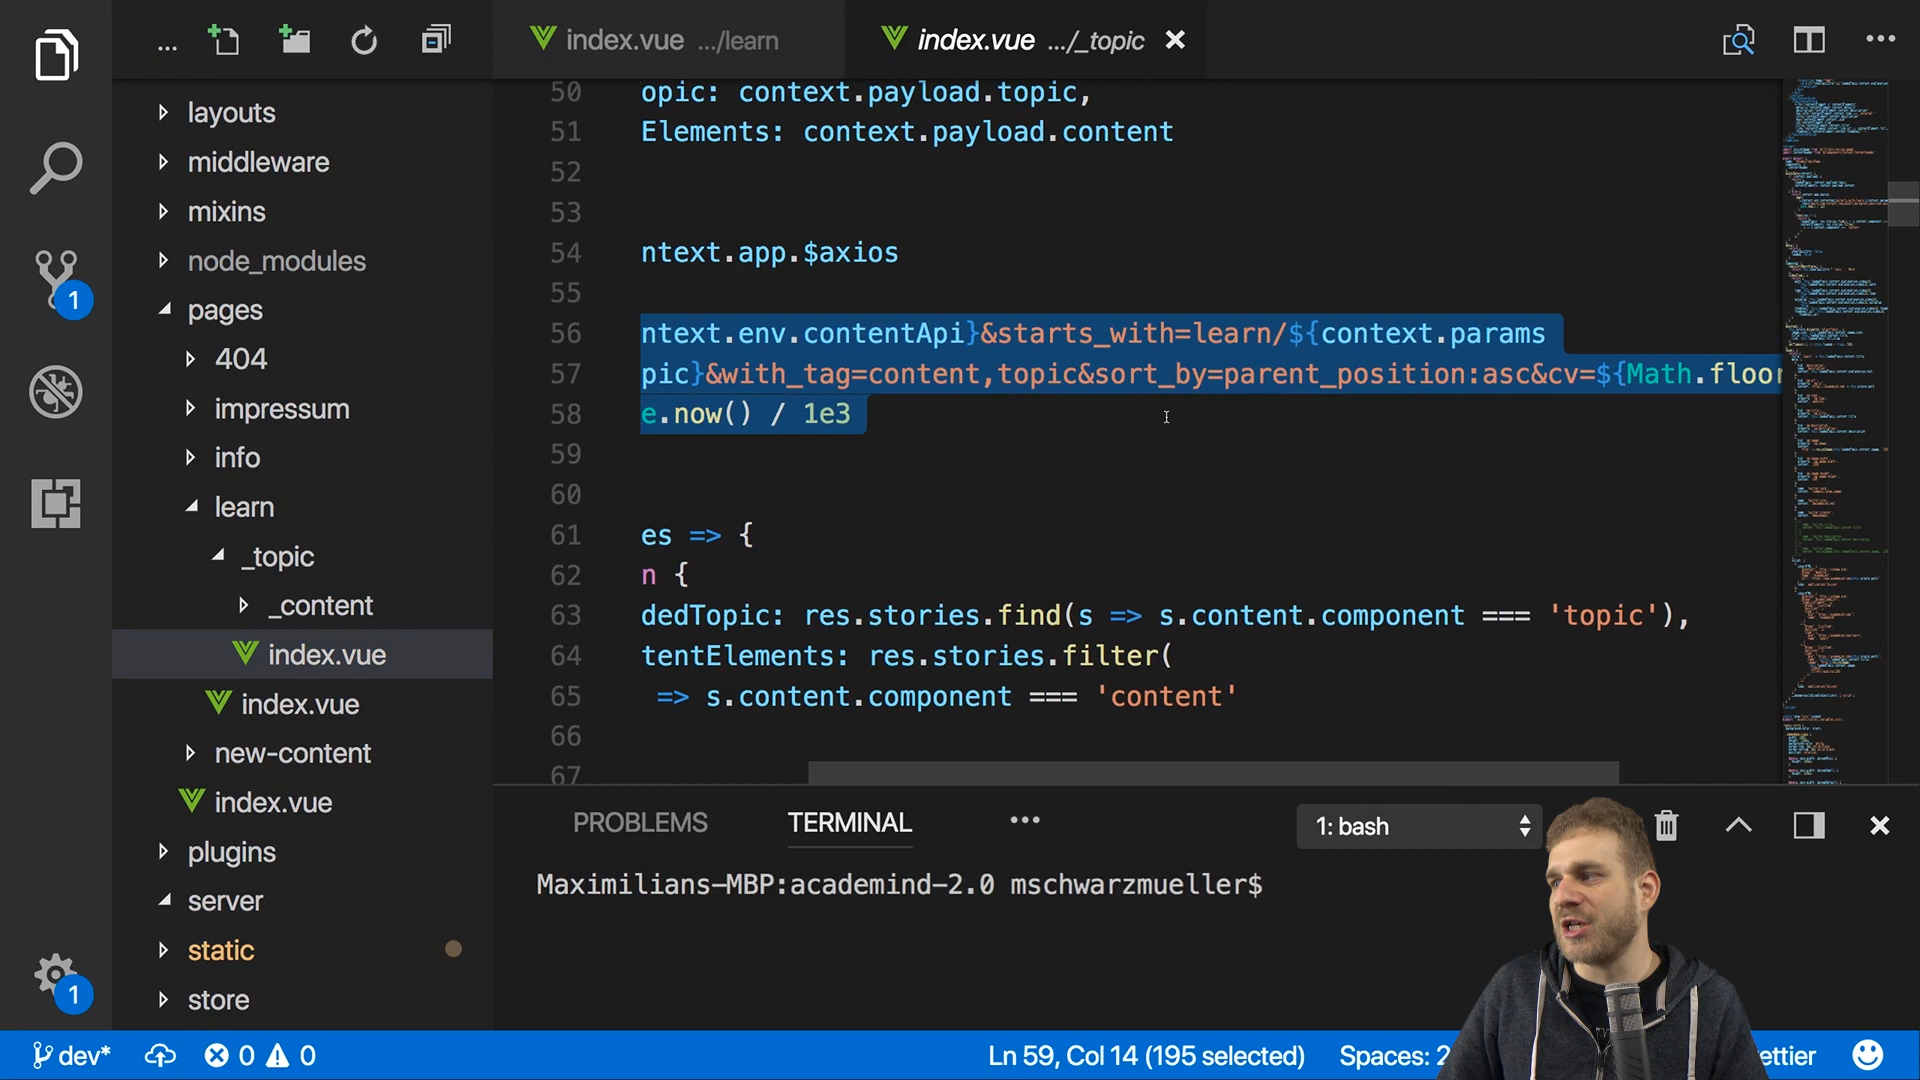 ...
index.vue .../learn
index.vue .../_topic
layouts
middleware
mixins
node_modules
pages
404
impressum
info
learn
_topic
_content
index.vue
index.vue
new-content
index.vue
plugins
server
static
store
1
1
50 opic: context.payload.topic,
51 Elements: context.payload.content
52
53
54 ntext.app.$axios
55
56 ntext.env.contentApi}&starts_with=learn/${context.params
57 pic}&with_tag=content,topic&sort_by=parent_position:asc&cv=${Math.floor
58 e.now() / 1e3
59
60
61 es => {
62 n {
63 dedTopic: res.stories.find(s => s.content.component === 'topic'),
64 tentElements: res.stories.filter(
65 => s.content.component === 'content'
66
67
PROBLEMS TERMINAL ... 1: bash
Maximilians-MBP:academind-2.0 mschwarzmueller$
dev* 0 0 Ln 59, Col 14 (195 selected) Spaces: 2 ettier